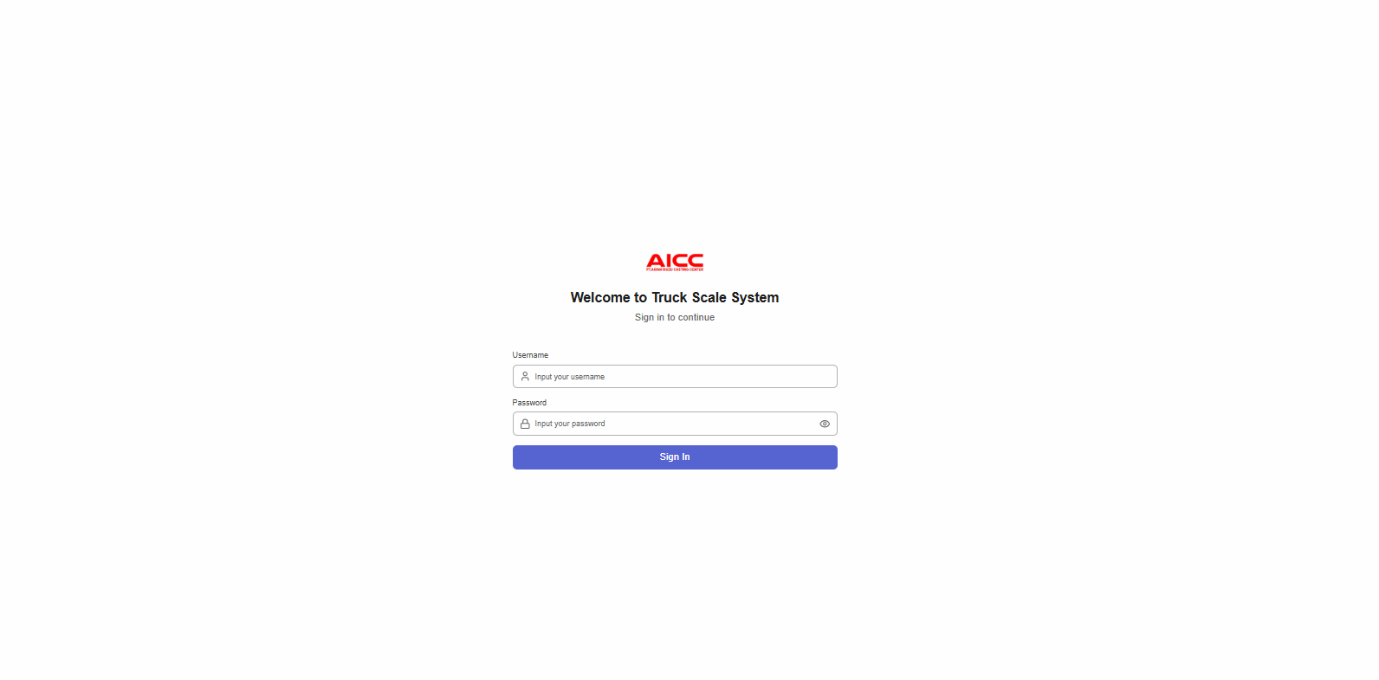 AICC
Welcome to Truck Scale System
Sign in to continue
Username
Input your username
Password
Input your password
Sign In